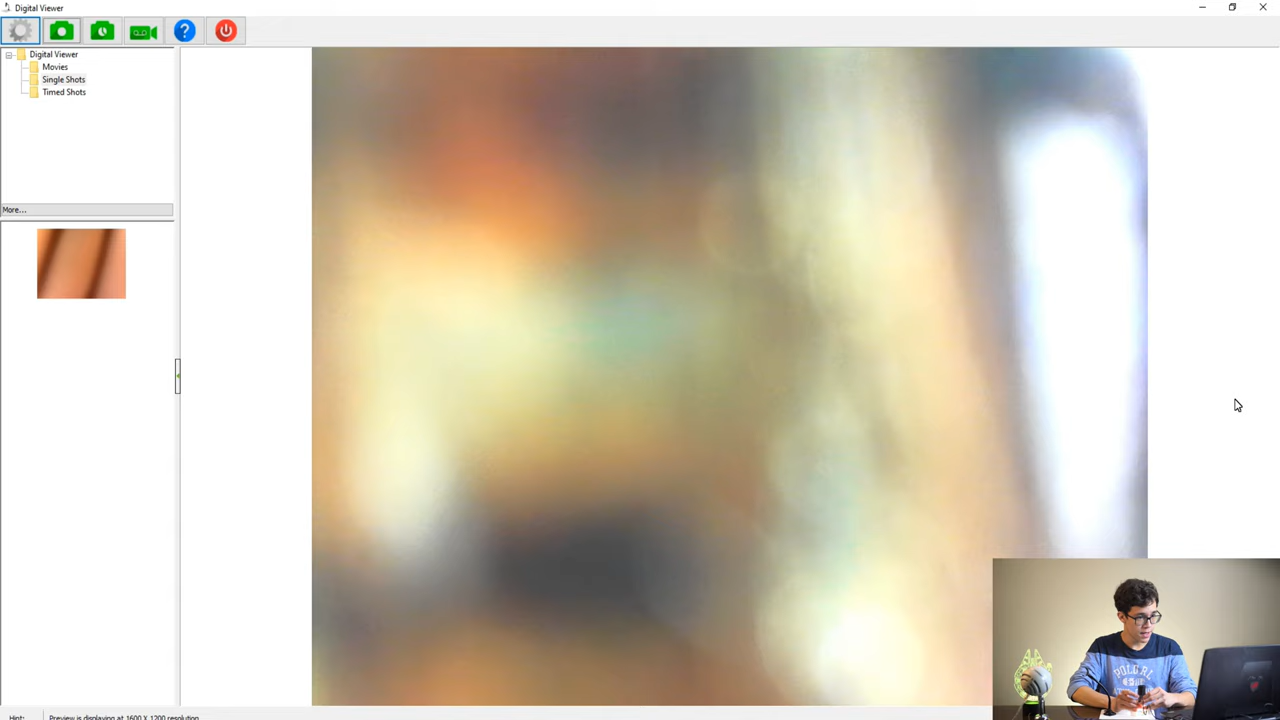 Digital Viewer
Digital Viewer
Movies
Single Shots
Timed Shots
More...
Hint:
Preview is displaying at 1600 X 1200 resolution